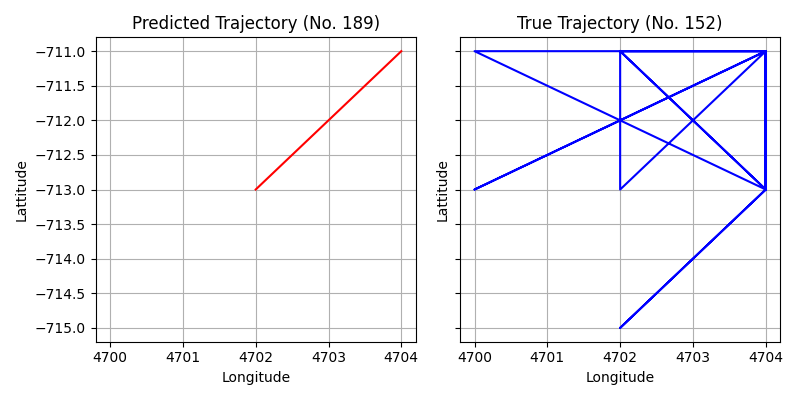 Predicted Trajectory (No. 189)
Lattitude
−711.0
−711.5
−712.0
−712.5
−713.0
−713.5
−714.0
−714.5
−715.0
4700 4701 4702 4703 4704
Longitude
True Trajectory (No. 152)
Lattitude
4700 4701 4702 4703 4704
Longitude